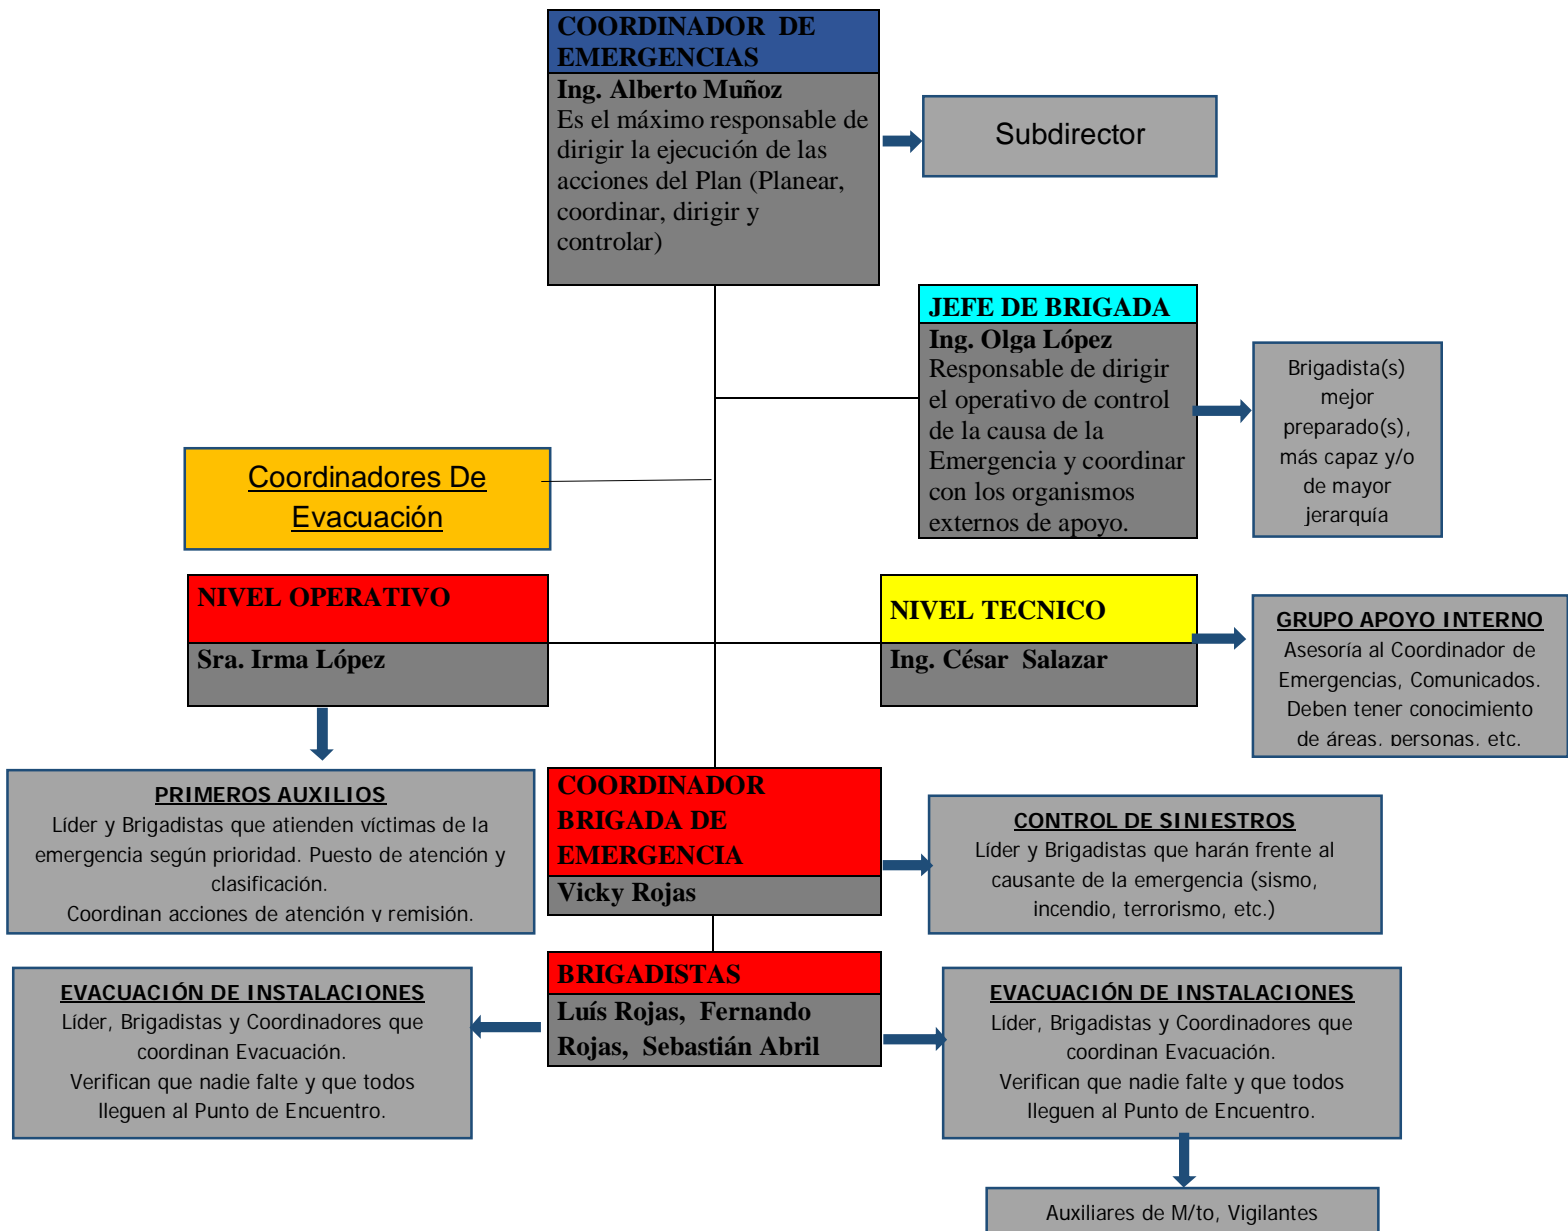 COORDINADOR DE
EMERGENCIAS
Ing. Alberto Muñoz
Es el máximo responsable de
dirigir la ejecución de las
acciones del Plan (Planear,
coordinar, dirigir y
controlar)
Subdirector
JEFE DE BRIGADA
Ing. Olga López
Responsable de dirigir
el operativo de control
de la causa de la
Emergencia y coordinar
con los organismos
externos de apoyo.
Brigadista(s)
mejor
preparado(s),
más capaz y/o
de mayor
jerarquía
Coordinadores De
Evacuación
NIVEL OPERATIVO
Sra. Irma López
NIVEL TECNICO
Ing. César Salazar
GRUPO APOYO INTERNO
Asesoría al Coordinador de
Emergencias, Comunicados.
Deben tener conocimiento
de áreas, personas, etc.
PRIMEROS AUXILIOS
Líder y Brigadistas que atienden víctimas de la
emergencia según prioridad. Puesto de atención y
clasificación.
Coordinan acciones de atención y remisión.
COORDINADOR
BRIGADA DE
EMERGENCIA
Vicky Rojas
CONTROL DE SINIESTROS
Líder y Brigadistas que harán frente al
causante de la emergencia (sismo,
incendio, terrorismo, etc.)
BRIGADISTAS
Luís Rojas, Fernando
Rojas, Sebastián Abril
EVACUACIÓN DE INSTALACIONES
Líder, Brigadistas y Coordinadores que
coordinan Evacuación.
Verifican que nadie falte y que todos
lleguen al Punto de Encuentro.
EVACUACIÓN DE INSTALACIONES
Líder, Brigadistas y Coordinadores que
coordinan Evacuación.
Verifican que nadie falte y que todos
lleguen al Punto de Encuentro.
Auxiliares de M/to, Vigilantes